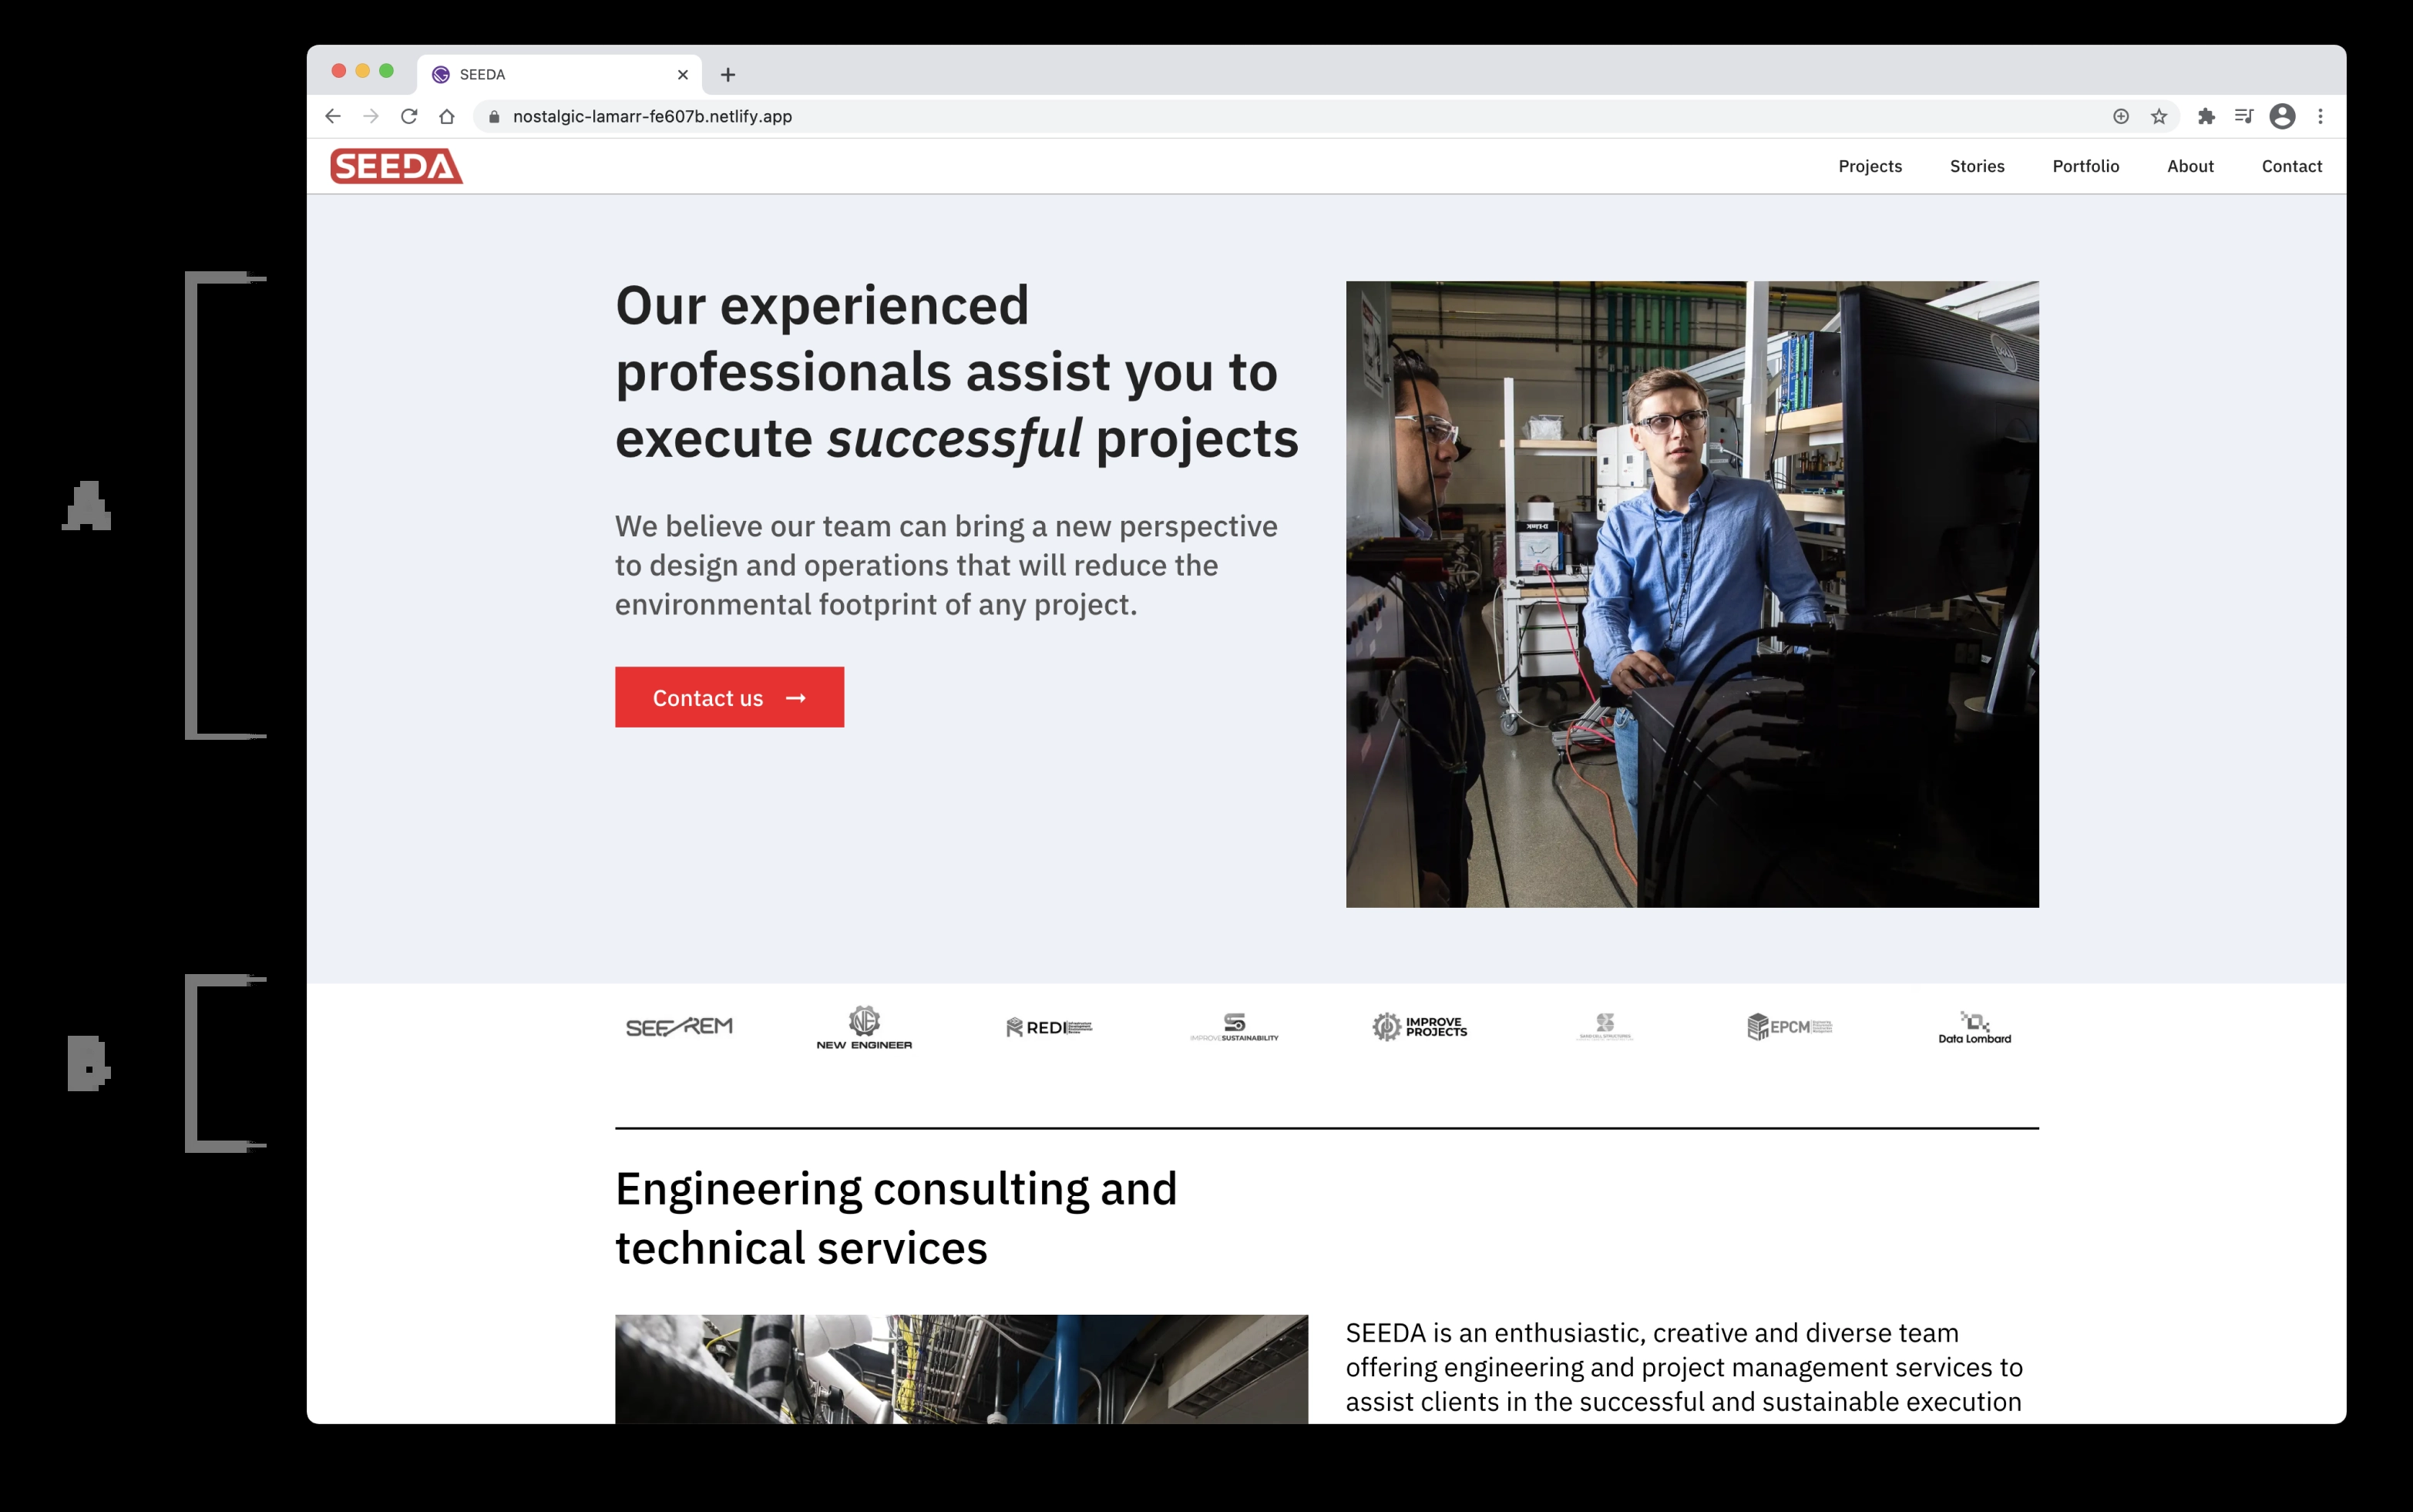 SEEDA
nostalgic-lamarr-fe607b.netlify.app
SEEDA
Projects Stories Portfolio About Contact
A
Our experienced
professionals assist you to
execute successful projects
We believe our team can bring a new perspective
to design and operations that will reduce the
environmental footprint of any project.
Contact us →
DELL
D-Link
B
NE
NEW ENGINEER
REDI
IMPROVESUSTAINABILITY
IMPROVE
PROJECTS
EPCM
Data Lombard
Engineering consulting and
technical services
SEEDA is an enthusiastic, creative and diverse team
offering engineering and project management services to
assist clients in the successful and sustainable execution